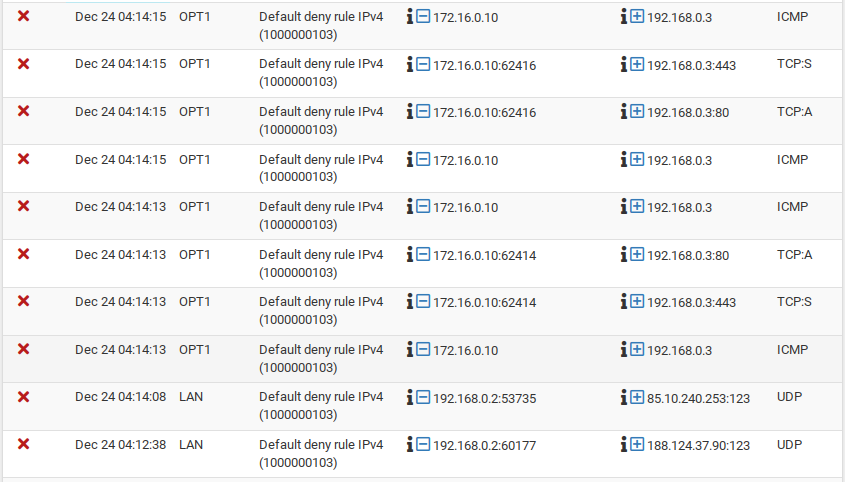 Dec 24 04:14:15 OPT1 Default deny rule IPv4 172.16.0.10 192.168.0.3 ICMP
(1000000103)
Dec 24 04:14:15 OPT1 Default deny rule IPv4 172.16.0.10:62416 192.168.0.3:443 TCP:S
(1000000103)
Dec 24 04:14:15 OPT1 Default deny rule IPv4 172.16.0.10:62416 192.168.0.3:80 TCP:A
(1000000103)
Dec 24 04:14:15 OPT1 Default deny rule IPv4 172.16.0.10 192.168.0.3 ICMP
(1000000103)
Dec 24 04:14:13 OPT1 Default deny rule IPv4 172.16.0.10 192.168.0.3 ICMP
(1000000103)
Dec 24 04:14:13 OPT1 Default deny rule IPv4 172.16.0.10:62414 192.168.0.3:80 TCP:A
(1000000103)
Dec 24 04:14:13 OPT1 Default deny rule IPv4 172.16.0.10:62414 192.168.0.3:443 TCP:S
(1000000103)
Dec 24 04:14:13 OPT1 Default deny rule IPv4 172.16.0.10 192.168.0.3 ICMP
(1000000103)
Dec 24 04:14:08 LAN Default deny rule IPv4 192.168.0.2:53735 85.10.240.253:123 UDP
(1000000103)
Dec 24 04:12:38 LAN Default deny rule IPv4 192.168.0.2:60177 188.124.37.90:123 UDP
(1000000103)